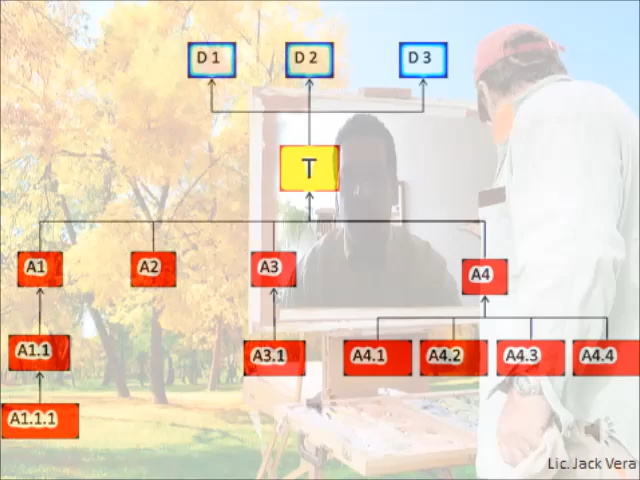 D 1
D 2
D 3
T
A1
A2
A3
A4
A1.1
A3.1
A4.1
A4.2
A4.3
A4.4
A1.1.1
Lic. Jack Vera